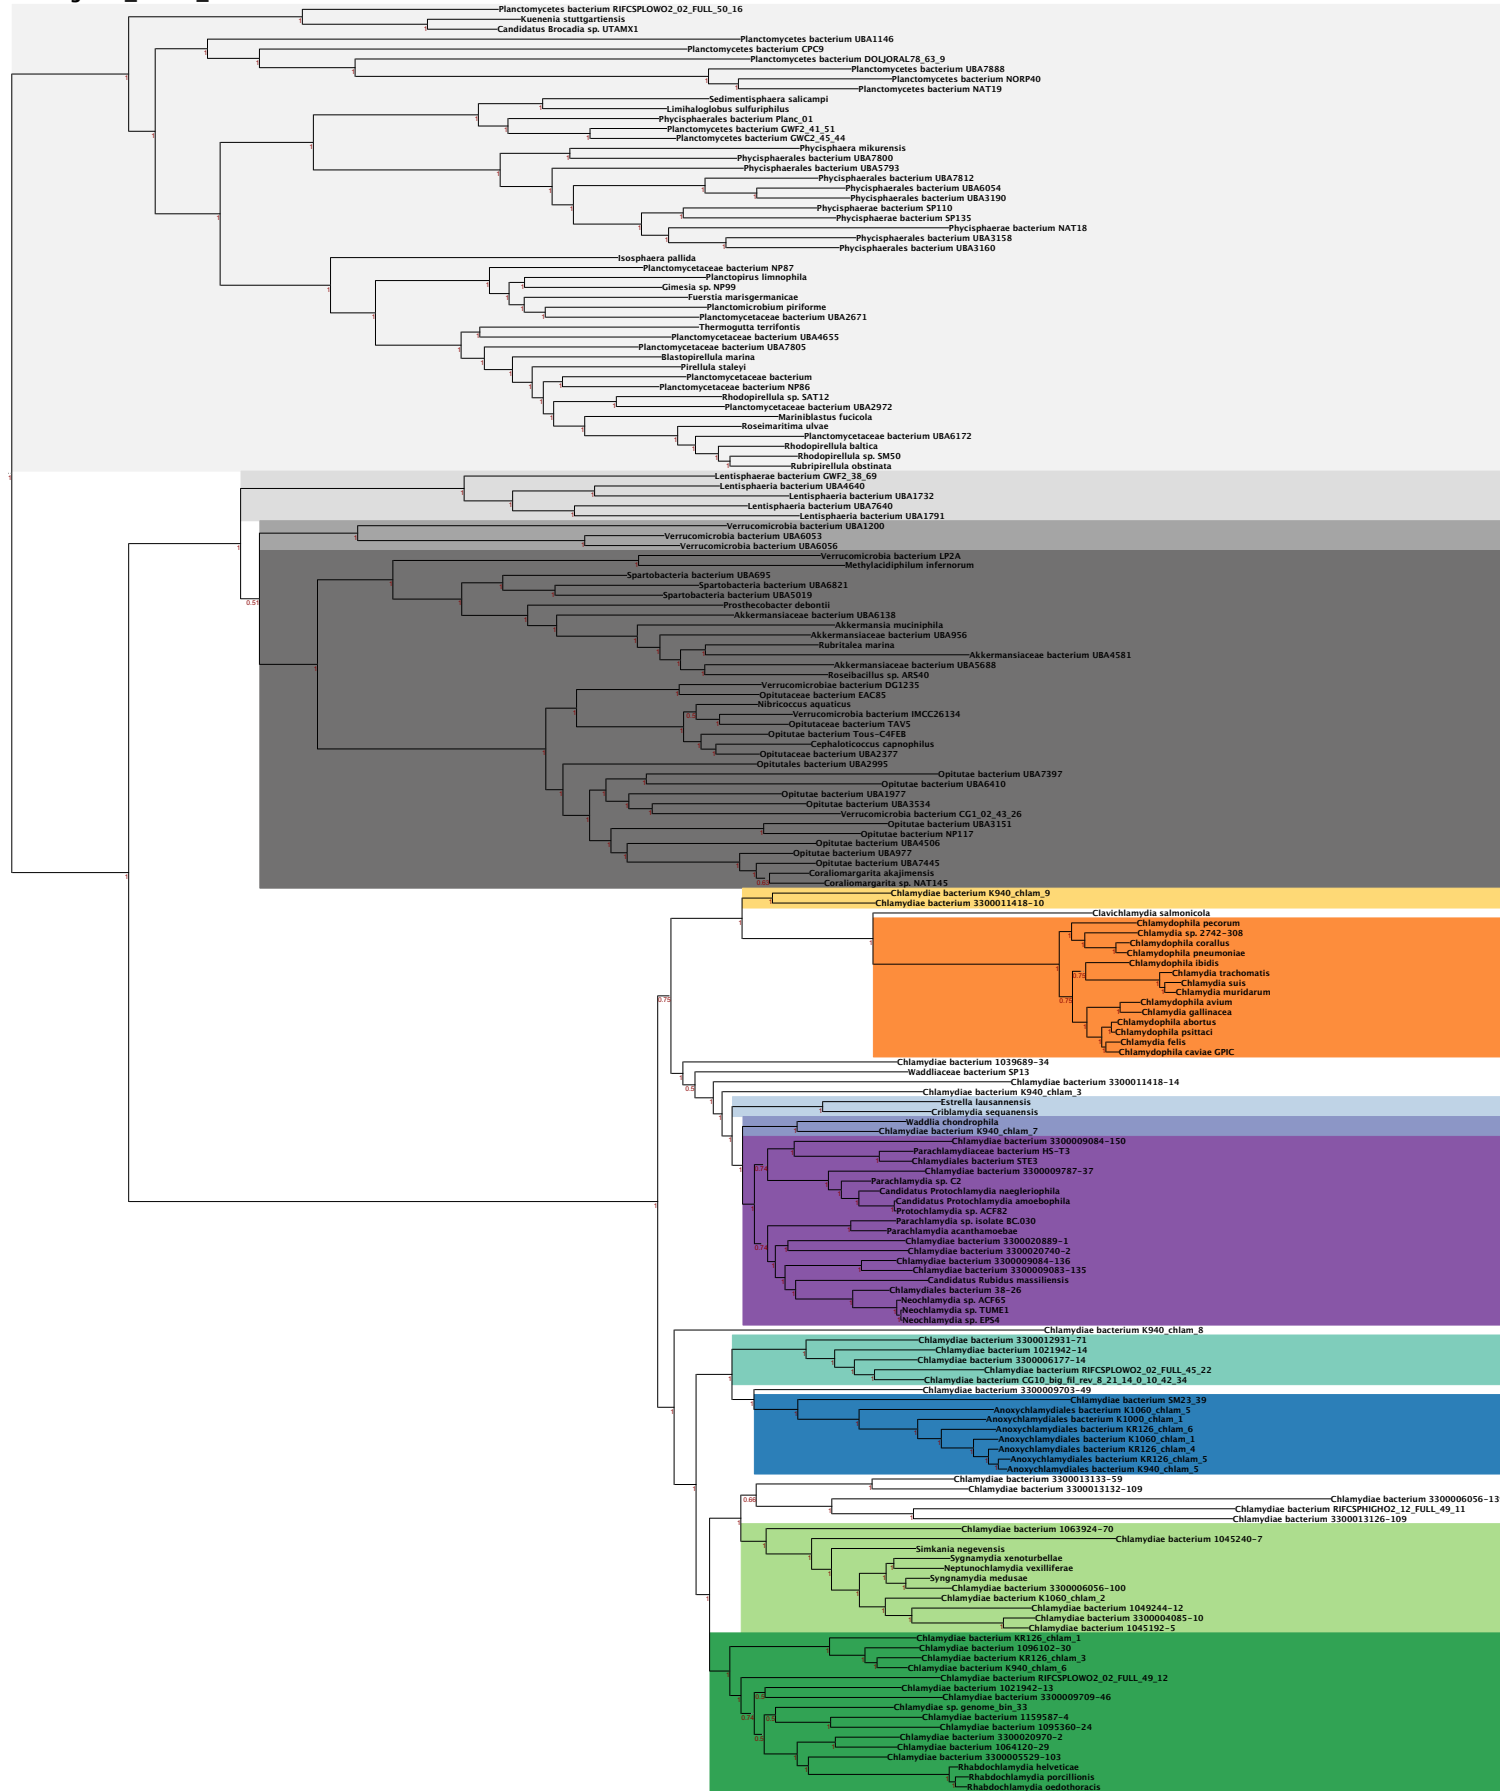 Planctomycetes bacterium RIFCSPLOWO2_02_FULL_50_16
Kuenenia stuttgartiensis
Candidatus Brocadia sp. UTAMX1
Planctomycetes bacterium UBA1146
Planctomycetes bacterium CPC9
Planctomycetes bacterium DOLJORAL78_63_9
Planctomycetes bacterium UBA7888
Planctomycetes bacterium NORP40
Planctomycetes bacterium NAT19
Sedimentisphaera salicampi
Limihaloglobus sulfuriphilus
Phycisphaerales bacterium Planc_01
Planctomycetes bacterium GWF2_41_51
Planctomycetes bacterium GWC2_45_44
Phycisphaera mikurensis
Phycisphaerales bacterium UBA7800
Phycisphaerales bacterium UBA5793
Phycisphaerales bacterium UBA7812
Phycisphaerales bacterium UBA6054
Phycisphaerales bacterium UBA3190
Phycisphaerae bacterium SP110
Phycisphaerae bacterium SP135
Phycisphaerae bacterium NAT18
Phycisphaerales bacterium UBA3158
Phycisphaerales bacterium UBA3160
Isosphaera pallida
Planctomycetaceae bacterium NP87
Planctopirus limnophila
Gimesia sp. NP99
Fuerstia marisgermanicae
Planctomicrobium piriforme
Planctomycetaceae bacterium UBA2671
Thermogutta terrifontis
Planctomycetaceae bacterium UBA4655
Planctomycetaceae bacterium UBA7805
Blastopirellula marina
Pirellula staleyi
Planctomycetaceae bacterium
Planctomycetaceae bacterium NP86
Rhodopirellula sp. SAT12
Planctomycetaceae bacterium UBA2972
Mariniblastus fucicola
Roseimaritima ulvae
Planctomycetaceae bacterium UBA6172
Rhodopirellula baltica
Rhodopirellula sp. SM50
Rubripirellula obstinata
Lentisphaerae bacterium GWF2_38_69
Lentisphaeria bacterium UBA4640
Lentisphaeria bacterium UBA1732
Lentisphaeria bacterium UBA7640
Lentisphaeria bacterium UBA1791
Verrucomicrobia bacterium UBA1200
Verrucomicrobia bacterium UBA6053
Verrucomicrobia bacterium UBA6056
Verrucomicrobia bacterium LP2A
Methylacidiphilum infernorum
Spartobacteria bacterium UBA695
Spartobacteria bacterium UBA6821
Spartobacteria bacterium UBA5019
0.51
Prosthecobacter debontii
Akkermansiaceae bacterium UBA6138
Akkermansia muciniphila
Akkermansiaceae bacterium UBA956
Rubritalea marina
Akkermansiaceae bacterium UBA4581
Akkermansiaceae bacterium UBA5688
Roseibacillus sp. ARS40
Verrucomicrobiae bacterium DG1235
Opitutaceae bacterium EAC85
Nibricoccus aquaticus
Verrucomicrobia bacterium IMCC26134
Opitutaceae bacterium TAV5
Opitutae bacterium Tous-C4FEB
Cephaloticoccus capnophilus
Opitutaceae bacterium UBA2377
Opitutales bacterium UBA2995
Opitutae bacterium UBA7397
Opitutae bacterium UBA6410
Opitutae bacterium UBA1977
Opitutae bacterium UBA3534
Verrucomicrobia bacterium CG1_02_43_26
Opitutae bacterium UBA3151
Opitutae bacterium NP117
Opitutae bacterium UBA4506
Opitutae bacterium UBA977
Opitutae bacterium UBA7445
Coraliomargarita akajimensis
Coraliomargarita sp. NAT145
Chlamydiae bacterium K940_chlam_9
Chlamydiae bacterium 3300011418-10
Clavichlamydia salmonicola
Chlamydophila pecorum
Chlamydia sp. 2742-308
Chlamydophila corallus
Chlamydophila pneumoniae
Chlamydophila ibidis
Chlamydia trachomatis
0.75
Chlamydia suis
Chlamydia muridarum
0.75
0.75
Chlamydophila avium
Chlamydia gallinacea
Chlamydophila abortus
Chlamydophila psittaci
Chlamydia felis
Chlamydophila caviae GPIC
Chlamydiae bacterium 1039689-34
Waddliaceae bacterium SP13
Chlamydiae bacterium 3300011418-14
0.5
Chlamydiae bacterium K940_chlam_3
Estrella lausannensis
Criblamydia sequanensis
Waddlia chondrophila
Chlamydiae bacterium K940_chlam_7
Chlamydiae bacterium 3300009084-150
Parachlamydiaceae bacterium HS-T3
Chlamydiales bacterium STE3
0.74
Chlamydiae bacterium 3300009787-37
Parachlamydia sp. C2
Candidatus Protochlamydia naegleriophila
Candidatus Protochlamydia amoebophila
Protochlamydia sp. ACF82
Parachlamydia sp. isolate BC.030
Parachlamydia acanthamoebae
Chlamydiae bacterium 3300020889-1
0.74
Chlamydiae bacterium 3300020740-2
Chlamydiae bacterium 3300009084-136
Chlamydiae bacterium 3300009083-135
Candidatus Rubidus massiliensis
Chlamydiales bacterium 38-26
Neochlamydia sp. ACF65
Neochlamydia sp. TUME1
Neochlamydia sp. EPS4
Chlamydiae bacterium K940_chlam_8
Chlamydiae bacterium 3300012931-71
Chlamydiae bacterium 1021942-14
Chlamydiae bacterium 3300006177-14
Chlamydiae bacterium RIFCSPLOWO2_02_FULL_45_22
Chlamydiae bacterium CG10_big_fil_rev_8_21_14_0_10_42_34
Chlamydiae bacterium 3300009703-49
Chlamydiae bacterium SM23_39
Anoxychlamydiales bacterium K1060_chlam_5
Anoxychlamydiales bacterium K1000_chlam_1
Anoxychlamydiales bacterium KR126_chlam_6
Anoxychlamydiales bacterium K1060_chlam_1
Anoxychlamydiales bacterium KR126_chlam_4
Anoxychlamydiales bacterium KR126_chlam_5
Anoxychlamydiales bacterium K940_chlam_5
Chlamydiae bacterium 3300013133-59
Chlamydiae bacterium 3300013132-109
0.66
Chlamydiae bacterium 3300006056-13
Chlamydiae bacterium RIFCSPHIGHO2_12_FULL_49_11
Chlamydiae bacterium 3300013126-109
Chlamydiae bacterium 1063924-70
Chlamydiae bacterium 1045240-7
Simkania negevensis
Sygnamydia xenoturbellae
Neptunochlamydia vexilliferae
Syngnamydia medusae
Chlamydiae bacterium 3300006056-100
Chlamydiae bacterium K1060_chlam_2
Chlamydiae bacterium 1049244-12
Chlamydiae bacterium 3300004085-10
Chlamydiae bacterium 1045192-5
Chlamydiae bacterium KR126_chlam_1
Chlamydiae bacterium 1096102-30
Chlamydiae bacterium KR126_chlam_3
Chlamydiae bacterium K940_chlam_6
Chlamydiae bacterium RIFCSPLOWO2_02_FULL_49_12
Chlamydiae bacterium 1021942-13
Chlamydiae bacterium 3300009709-46
Chlamydiae sp. genome_bin_33
0.74
Chlamydiae bacterium 1159587-4
Chlamydiae bacterium 1095360-24
Chlamydiae bacterium 3300020970-2
Chlamydiae bacterium 1064120-29
Chlamydiae bacterium 3300005529-103
Rhabdochlamydia helveticae
Rhabdochlamydia porcillionis
Rhabdochlamydia oedothoracis